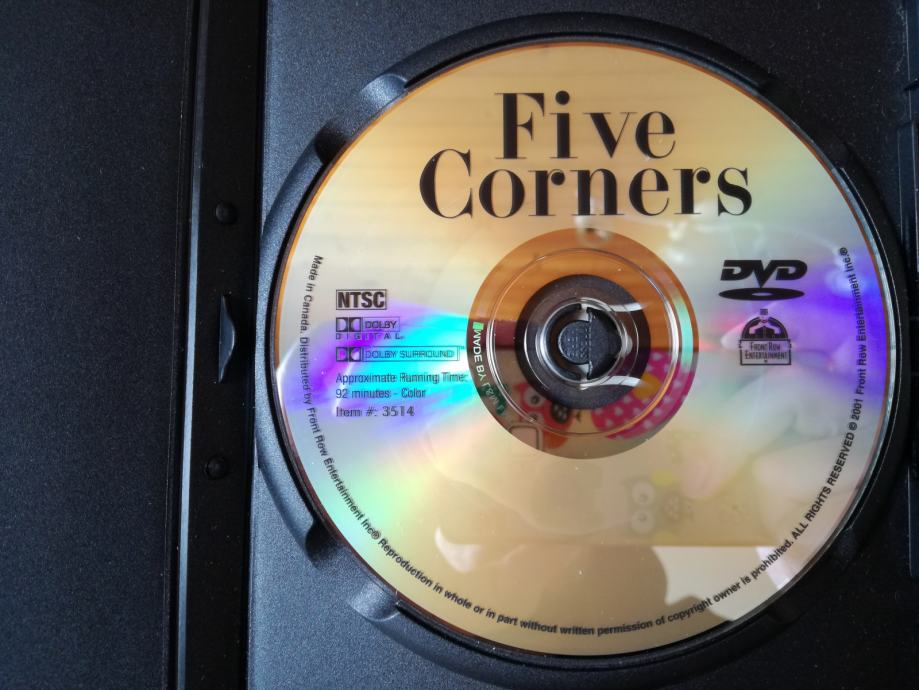 Five
Corners
DVD
NTSC
DOLBY
DIGITAL
DOLBY SURROUND
FRONT ROW
ENTERTAINMENT
Approximate Running Time:
92 minutes - Color
Item #: 3514
MADE BY
Made in Canada. Distributed by Front Row Entertainment Inc® Reproduction in whole or in part without written permission of copyright owner is prohibited. ALL RIGHTS RESERVED © 2001 Front Row Entertainment Inc.®